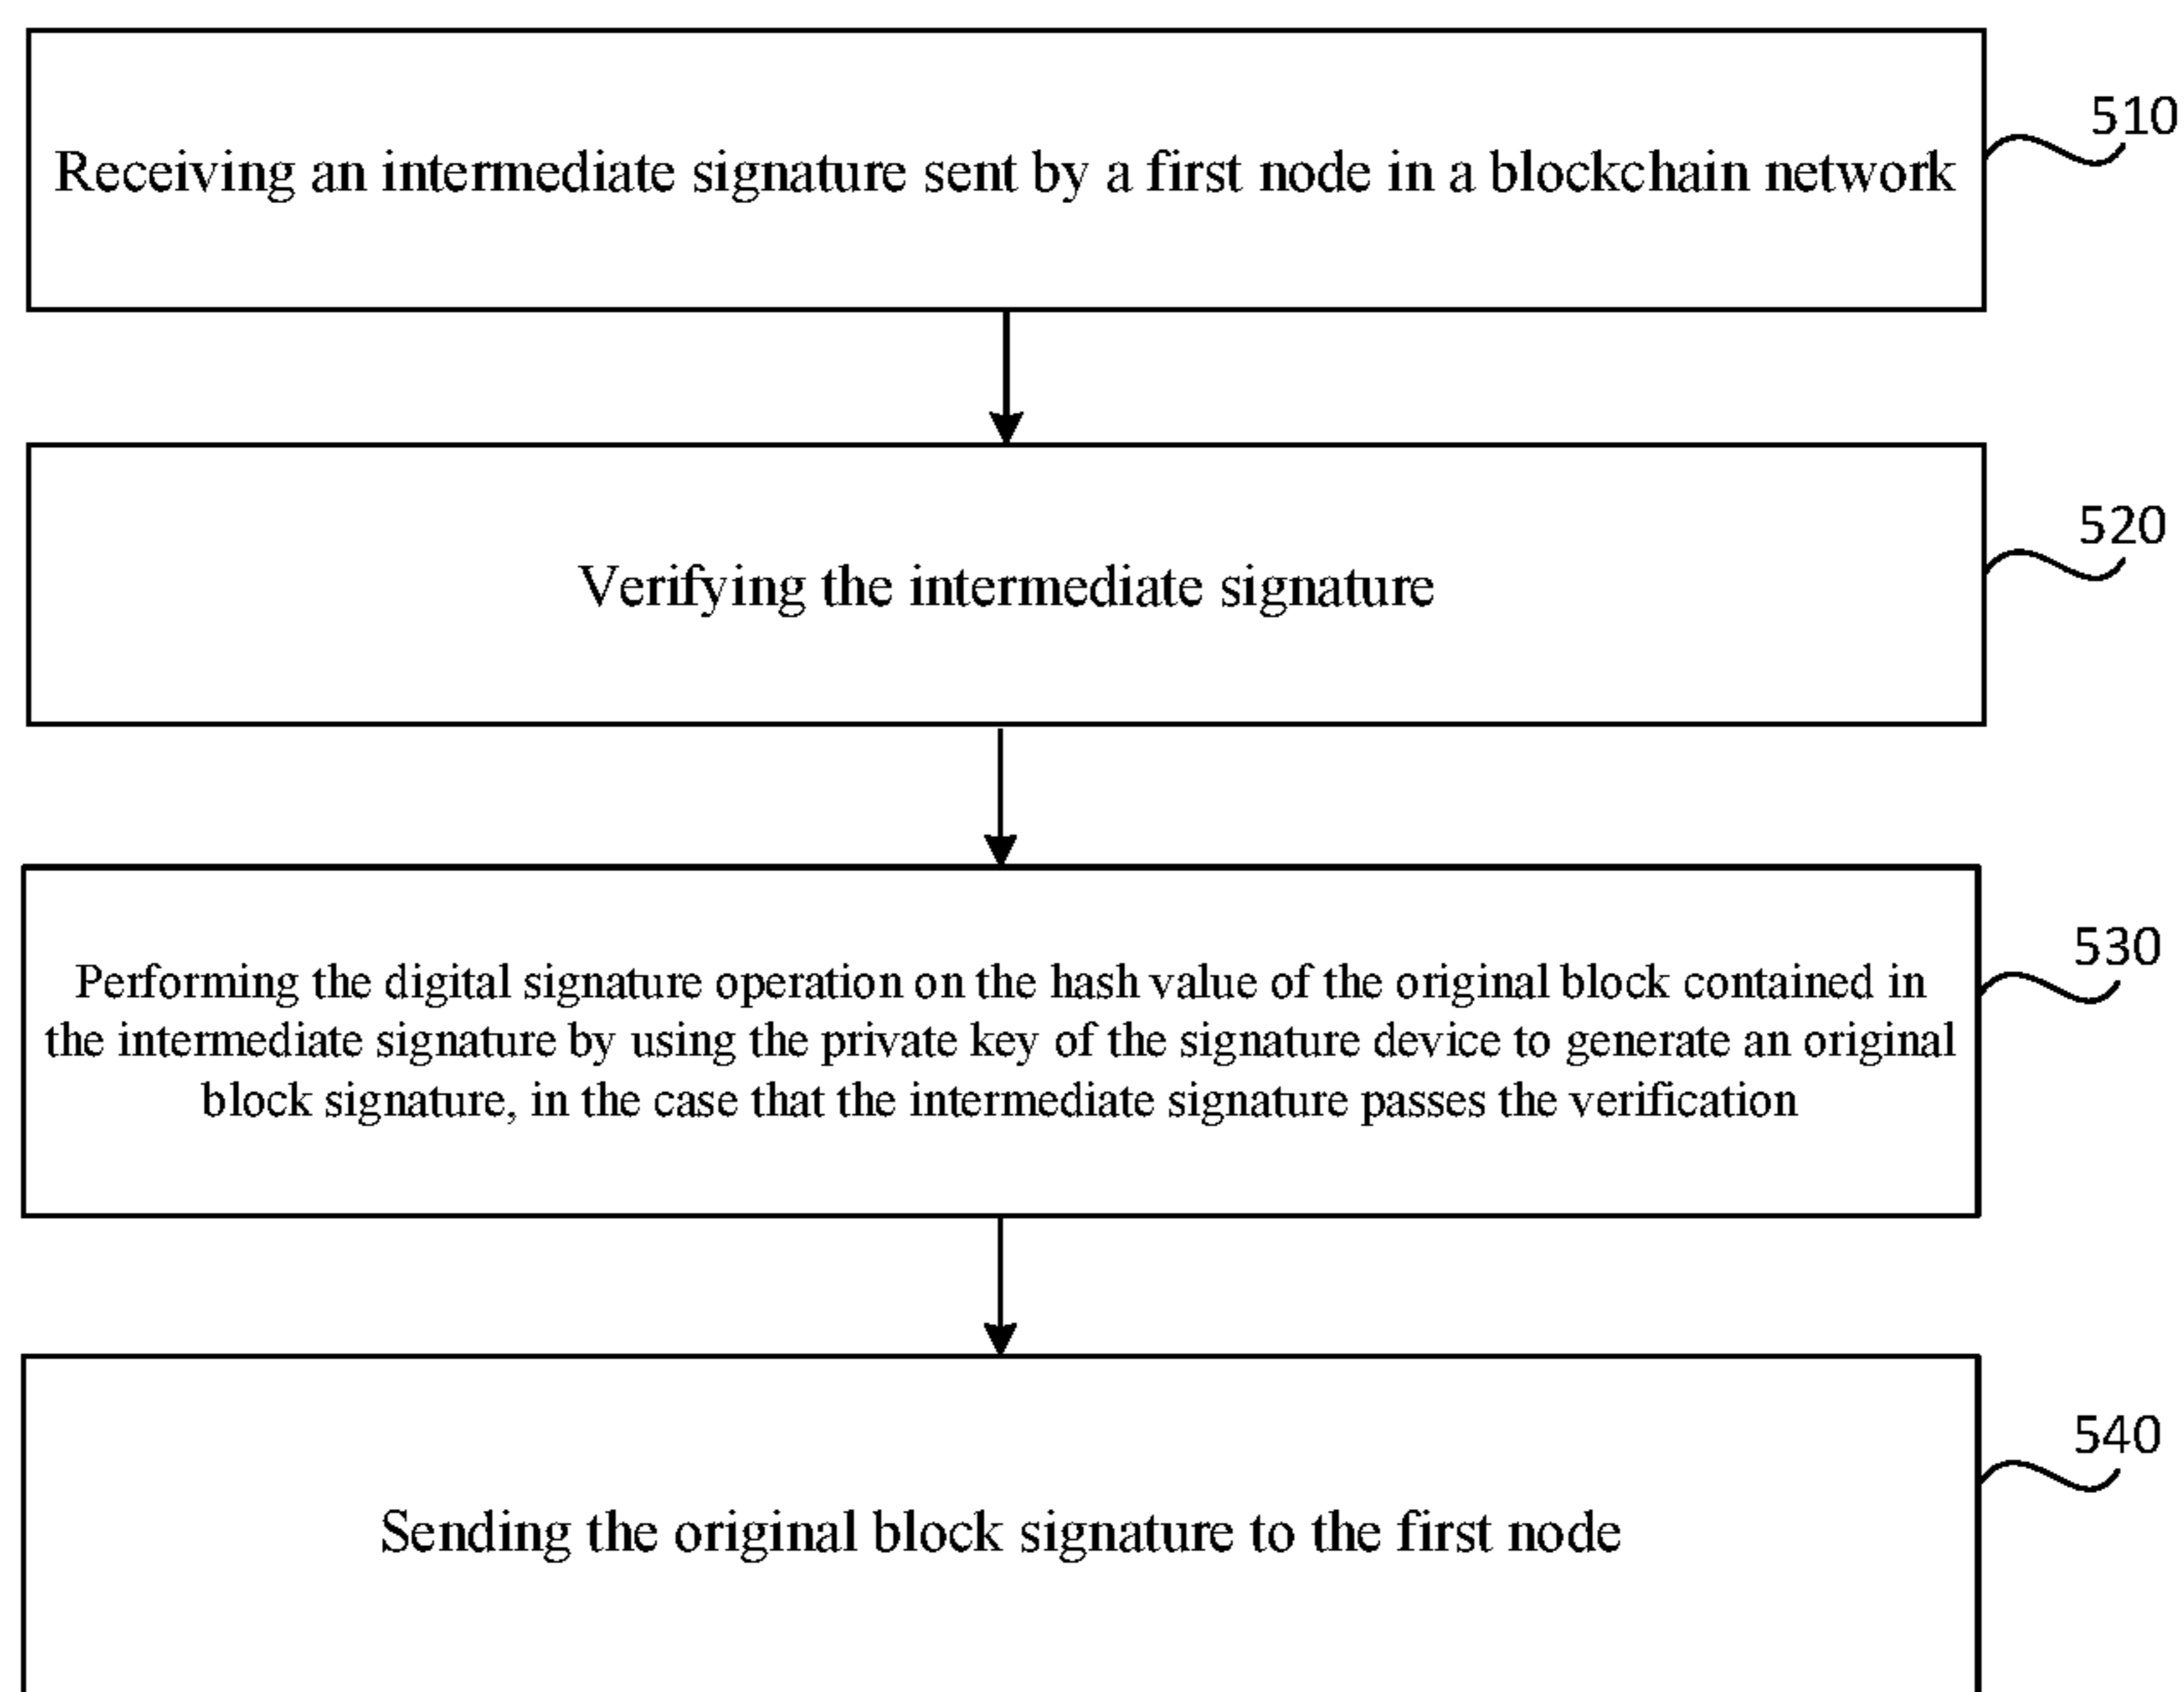 510
Receiving an intermediate signature sent by a first node in a blockchain network
520
Verifying the intermediate signature
530
Performing the digital signature operation on the hash value of the original block contained in
the intermediate signature by using the private key of the signature device to generate an original
block signature, in the case that the intermediate signature passes the verification
540
Sending the original block signature to the first node